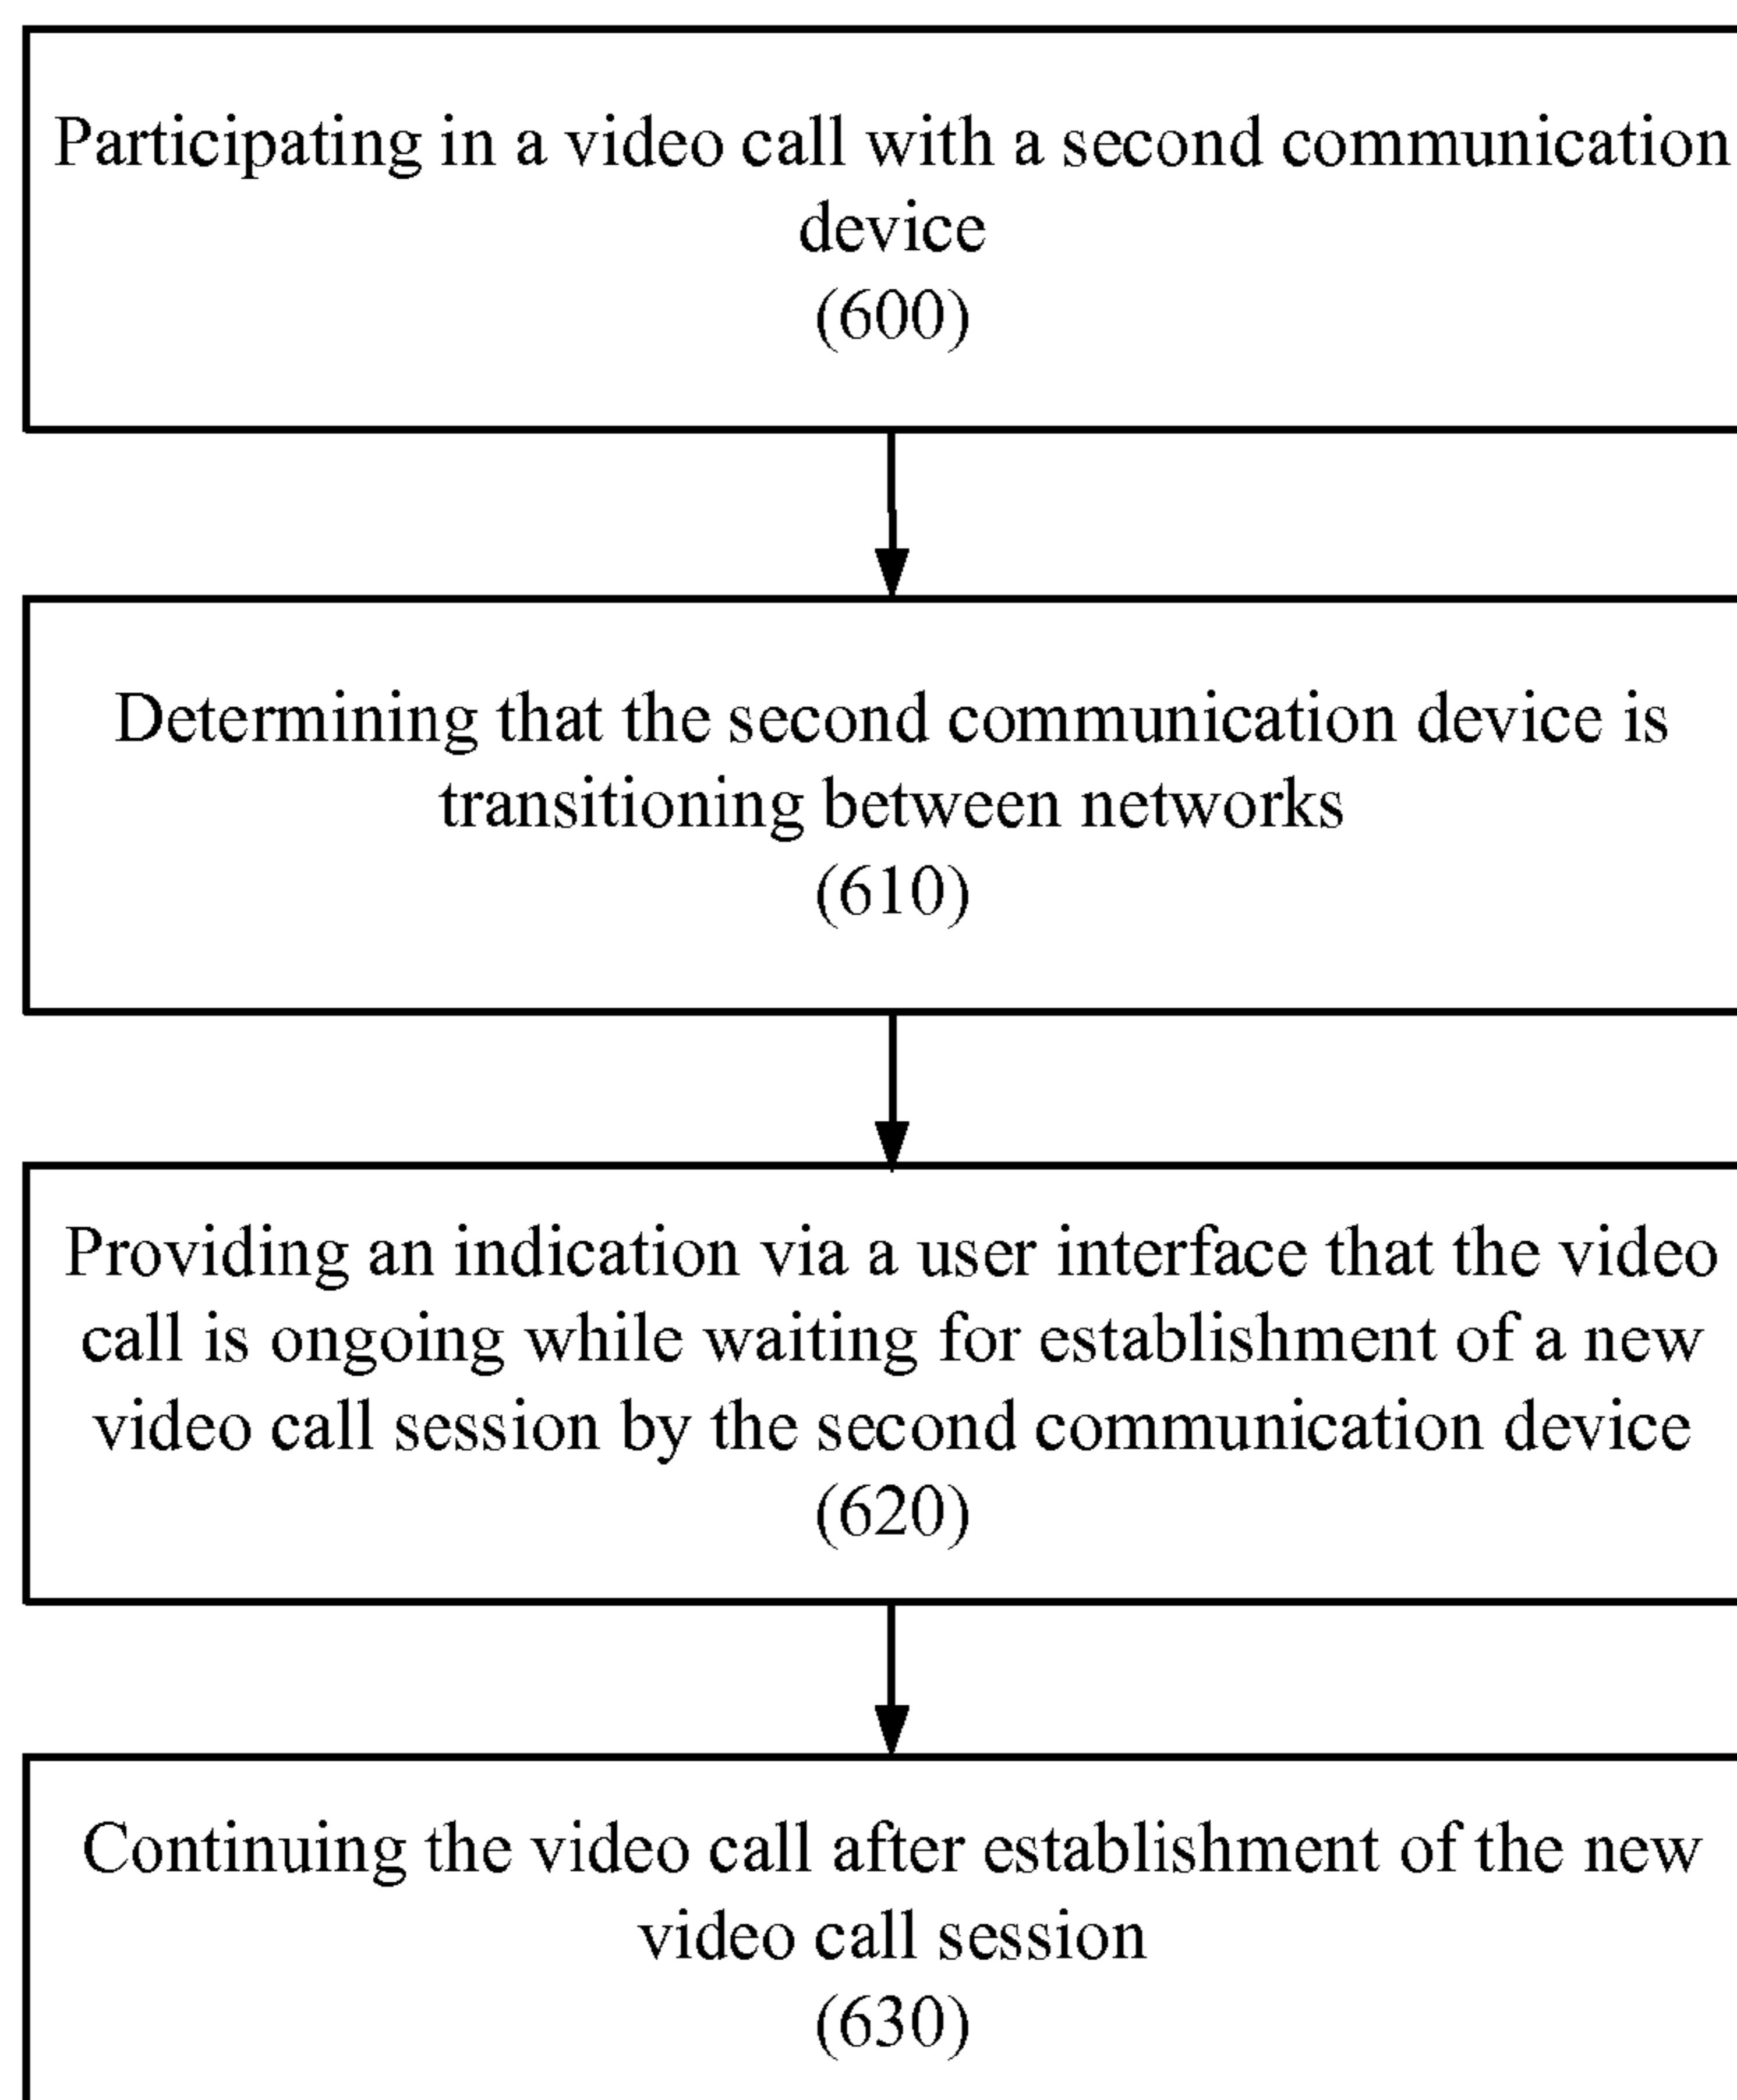 Participating in a video call with a second communication
device
(600)
Determining that the second communication device is
transitioning between networks
(610)
Providing an indication via a user interface that the video
call is ongoing while waiting for establishment of a new
video call session by the second communication device
(620)
Continuing the video call after establishment of the new
video call session
(630)